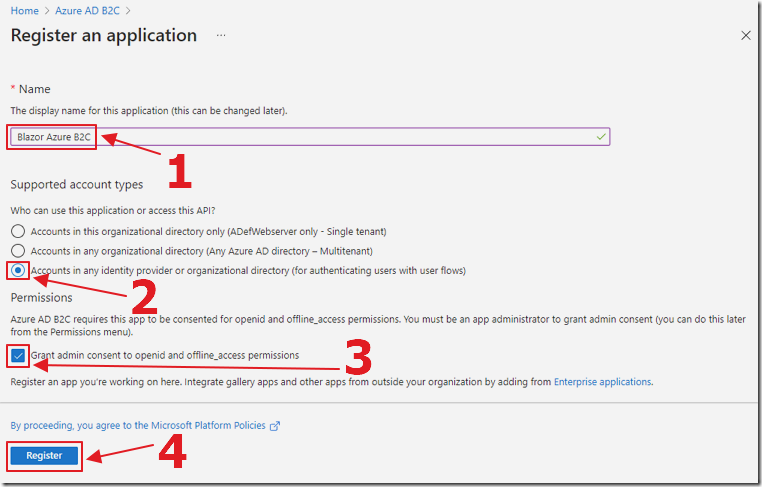 Home > Azure AD B2C >
Register an application ...
* Name
The display name for this application (this can be changed later).
Blazor Azure B2C
1
Supported account types
Who can use this application or access this API?
Accounts in this organizational directory only (ADefWebserver only - Single tenant)
Accounts in any organizational directory (Any Azure AD directory – Multitenant)
Accounts in any identity provider or organizational directory (for authenticating users with user flows)
2
Permissions
Azure AD B2C requires this app to be consented for openid and offline_access permissions. You must be an app administrator to grant admin consent (you can do this later
from the Permissions menu).
Grant admin consent to openid and offline_access permissions
3
Register an app you're working on here. Integrate gallery apps and other apps from outside your organization by adding from Enterprise applications.
By proceeding, you agree to the Microsoft Platform Policies
Register
4